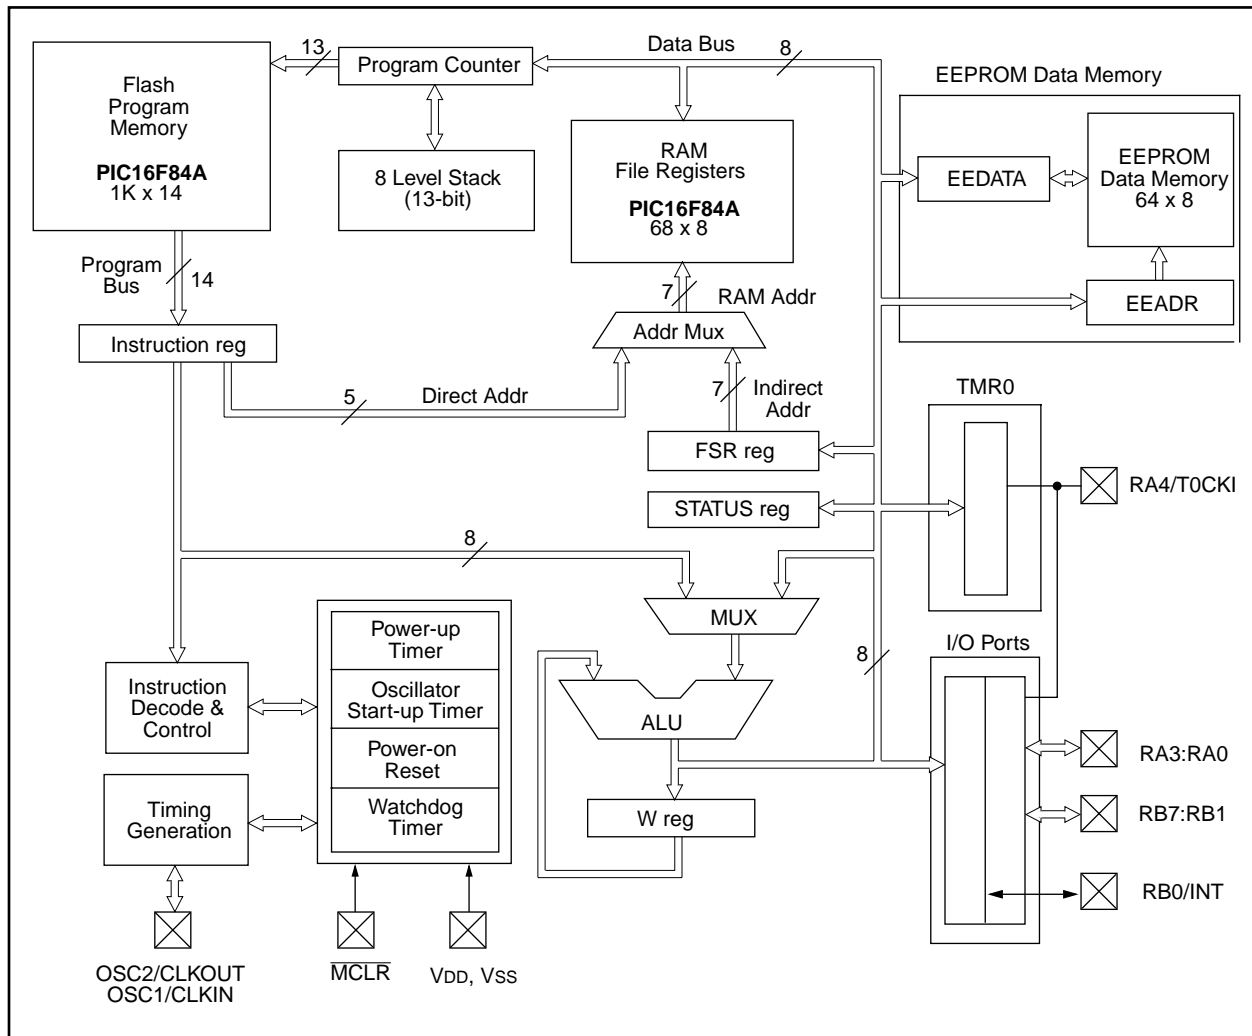 13
Data Bus
8
Program Counter
EEPROM Data Memory
Flash
Program
Memory
PIC16F84A
1K x 14
8 Level Stack
(13-bit)
RAM
File Registers
PIC16F84A
68 x 8
EEDATA
EEPROM
Data Memory
64 x 8
Program
Bus
14
7
RAM Addr
EEADR
Instruction reg
Addr Mux
5
Direct Addr
7
Indirect
Addr
TMR0
FSR reg
RA4/T0CKI
STATUS reg
8
MUX
Power-up
Timer
8
I/O Ports
Instruction
Decode &
Control
Oscillator
Start-up Timer
ALU
Power-on
Reset
RA3:RA0
Timing
Generation
Watchdog
Timer
W reg
RB7:RB1
RB0/INT
OSC2/CLKOUT
OSC1/CLKIN
MCLR
VDD, VSS